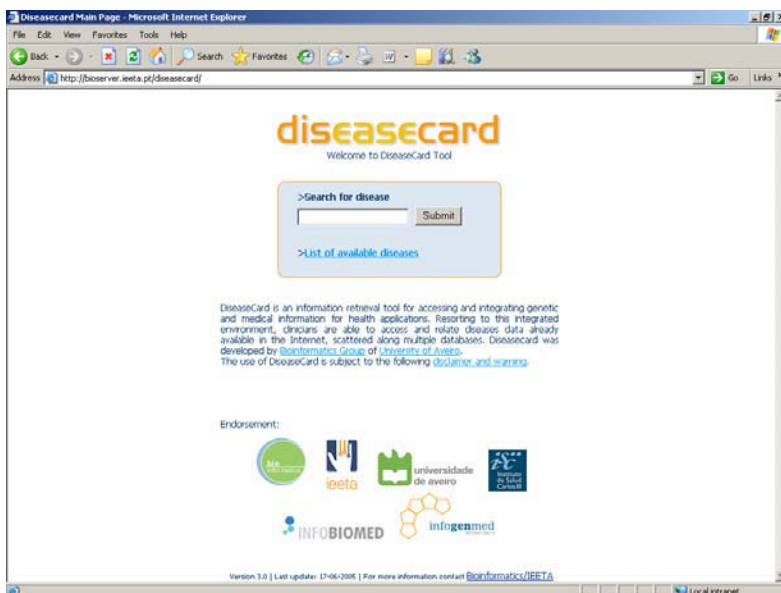 Diseasecard Main Page - Microsoft Internet Explorer
File Edit View Favorites Tools Help
Back Search Favorites
Address http://bioserver.ieeta.pt/diseasecard/ Go Links
diseasecard
Welcome to DiseaseCard Tool
>Search for disease
Submit
>List of available diseases
DiseaseCard is an information retrieval tool for accessing and integrating genetic
and medical information for health applications. Resorting to this integrated
environment, clinicians are able to access and relate diseases data already
available in the Internet, scattered along multiple databases. Diseasecard was
developed by Bioinformatics Group of University of Aveiro.
The use of DiseaseCard is subject to the following disclaimer and warning.
Endorsement:
ieeta
universidade
de aveiro
isc
Instituto
de Salud
Carlos III
INFOBIOMED
infogenmed
Version 3.0 | Last update: 17-06-2005 | For more information contact Bioinformatics/IEETA
Local intranet